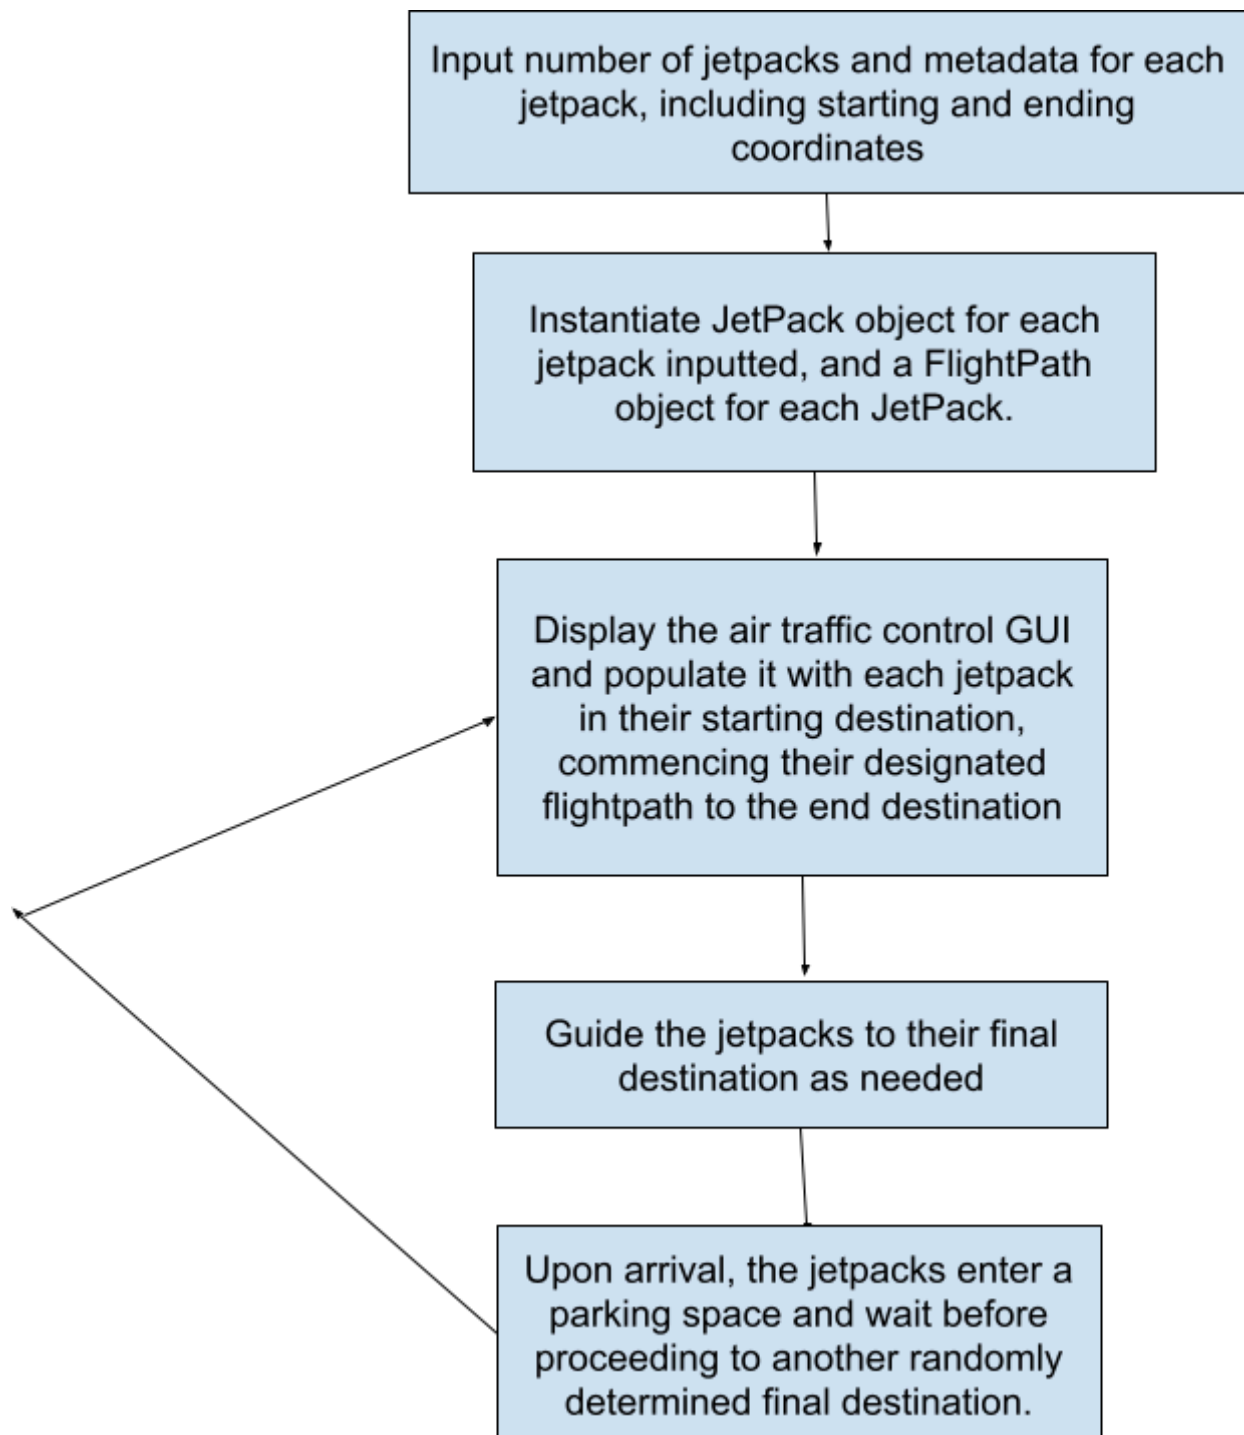 Input number of jetpacks and metadata for each
jetpack, including starting and ending
coordinates
Instantiate JetPack object for each
jetpack inputted, and a FlightPath
object for each JetPack.
Display the air traffic control GUI
and populate it with each jetpack
in their starting destination,
commencing their designated
flightpath to the end destination
Guide the jetpacks to their final
destination as needed
Upon arrival, the jetpacks enter a
parking space and wait before
proceeding to another randomly
determined final destination.